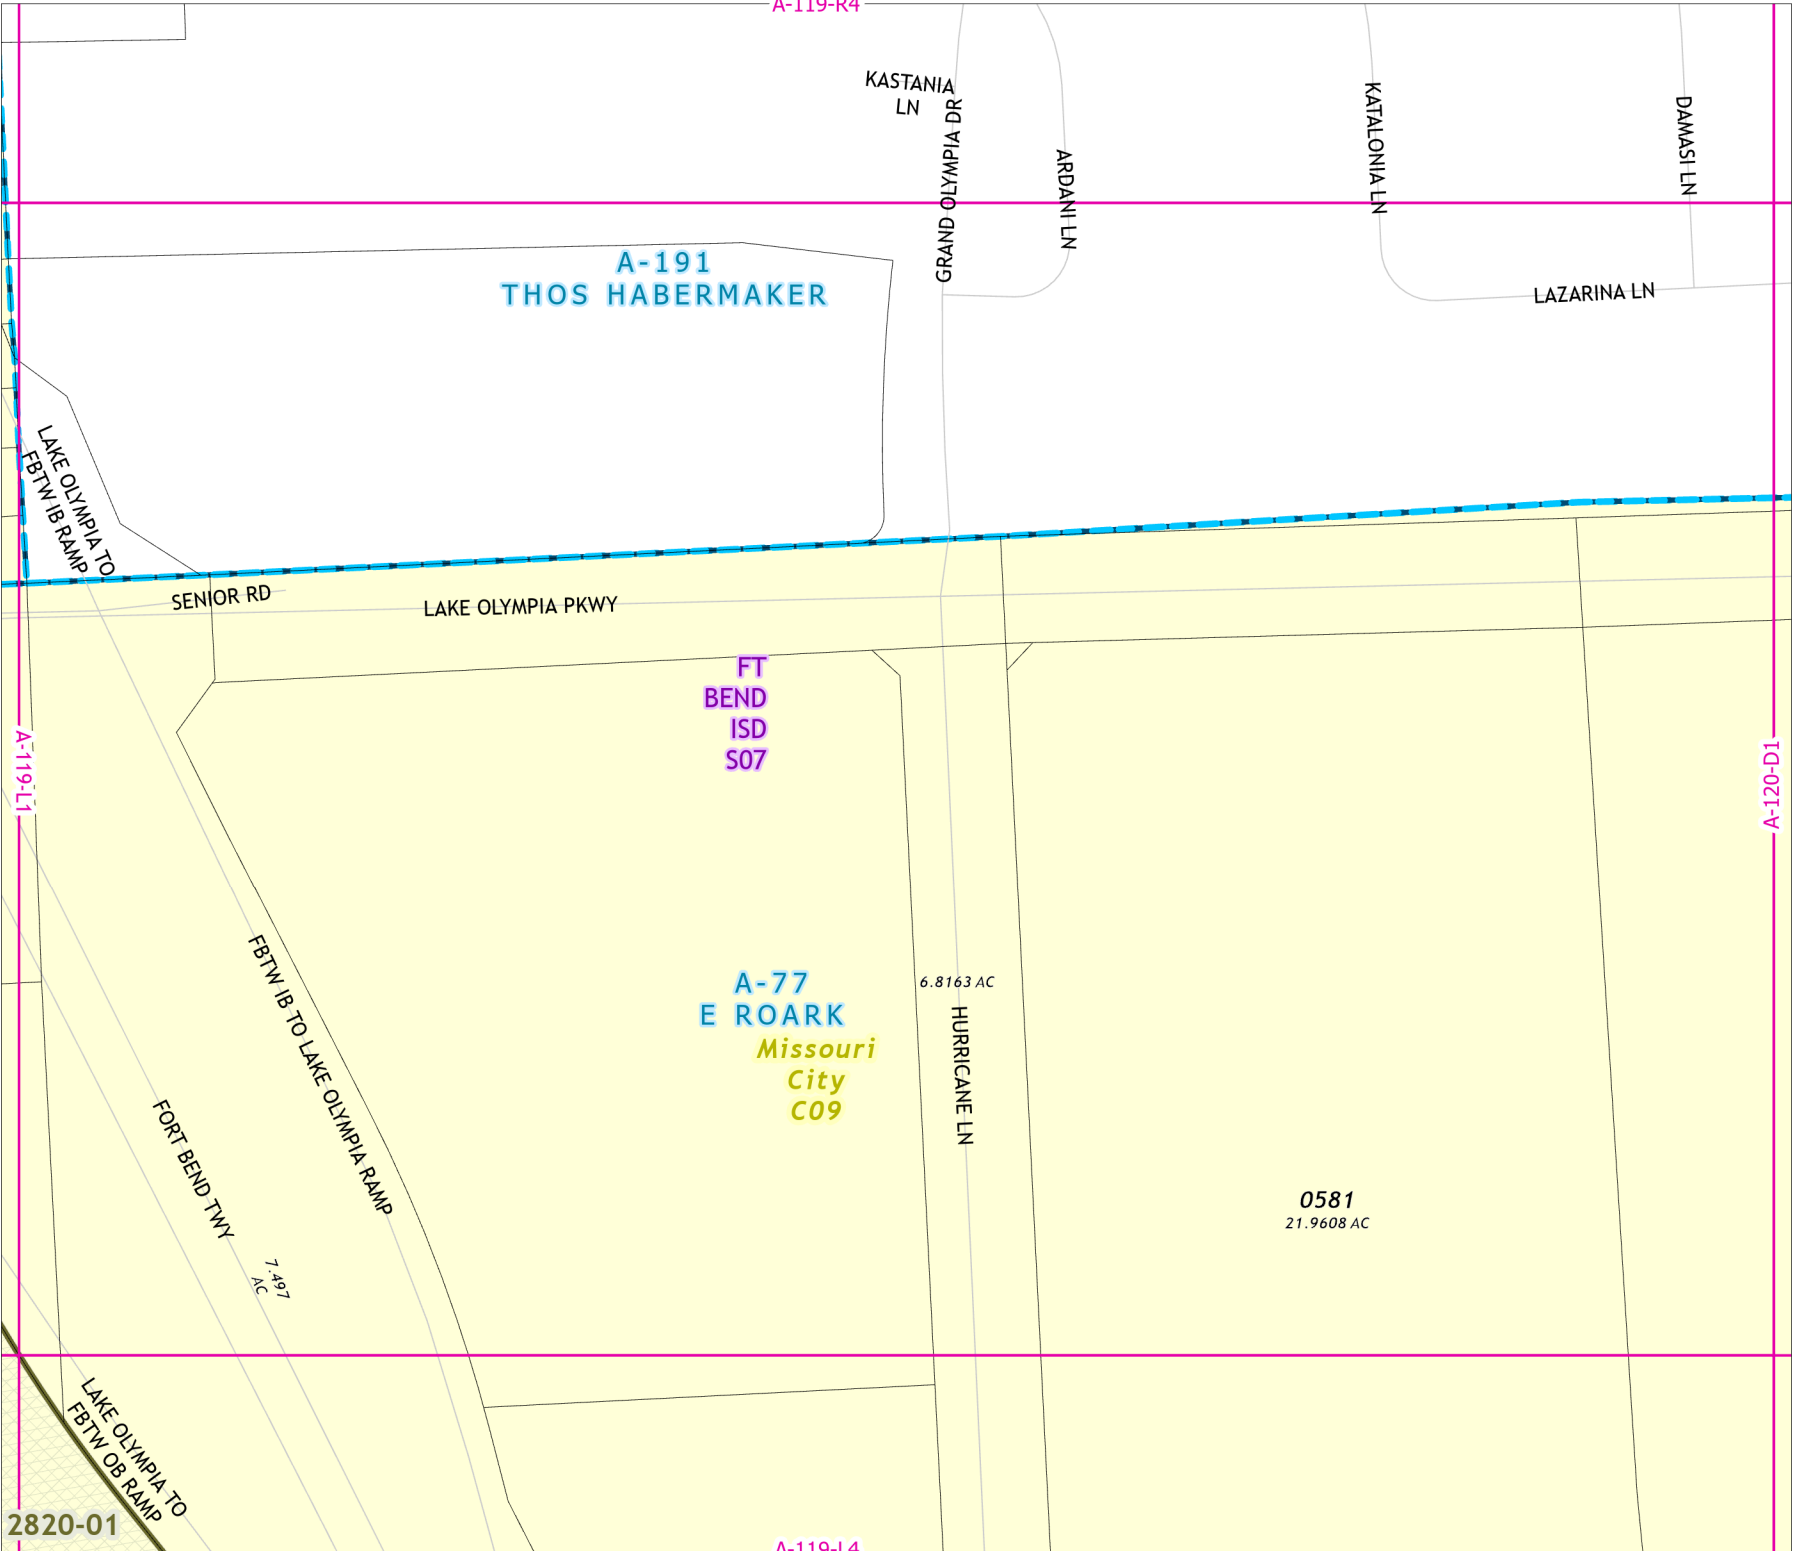 A-119-R4
KASTANIA
LN
GRAND OLYMPIA DR
ARDANI LN
KATALONIA LN
DAMASI LN
LAZARINA LN
A-191
THOS HABERMAKER
LAKE OLYMPIA TO
FBTW IB RAMP
SENIOR RD
LAKE OLYMPIA PKWY
FT
BEND
ISD
S07
A-119-L1
A-120-D1
FBTW IB TO LAKE OLYMPIA RAMP
A-77
E ROARK
Missouri
City
C09
6.8163 AC
HURRICANE LN
FORT BEND TWY
7.497
AC
0581
21.9608 AC
LAKE OLYMPIA TO
FBTW OB RAMP
2820-01
A-119-L4